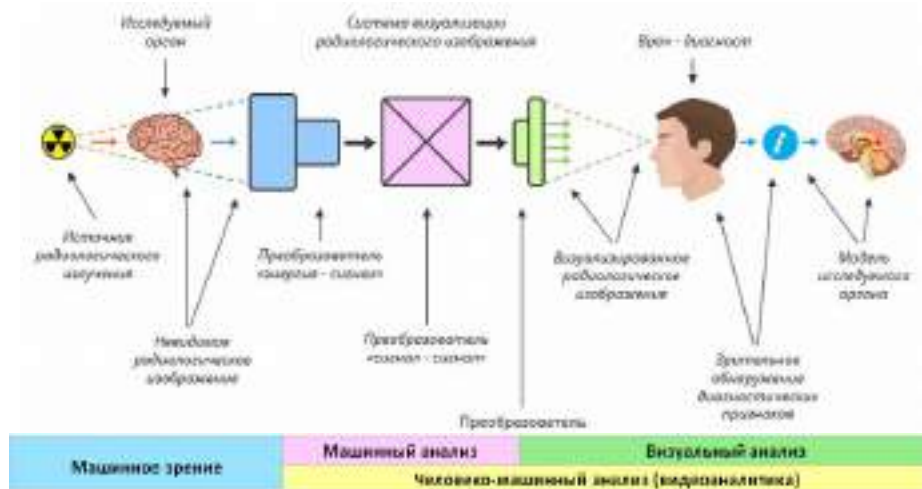 Исследуемый
орган
Система визуализации
радиологического изображения
Врач - диагност
Источник
радиологического
излучения
Преобразователь
«энергия - сигнал»
Визуализированное
радиологическое
изображение
Модель
исследуемого
органа
Невидимое
радиологическое
изображение
Преобразователь
«сигнал - сигнал»
Зрительное
обнаружение
диагностических
признаков
Преобразователь
Машинное зрение
Машинный анализ
Визуальный анализ
Человеко-машинный анализ (видеоаналитика)